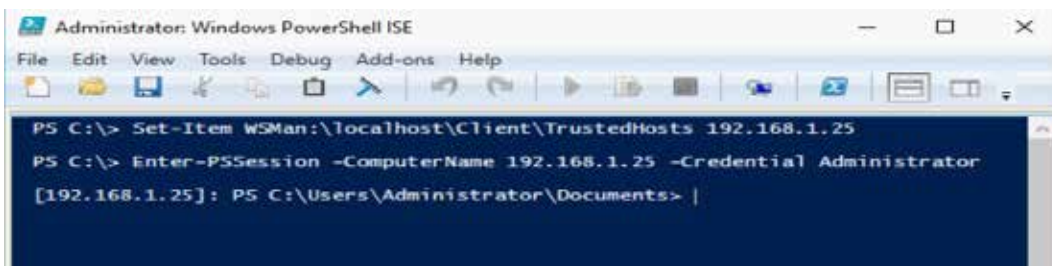 Administrator: Windows PowerShell ISE
File Edit View Tools Debug Add-ons Help
PS C:\> Set-Item WSMan:\localhost\Client\TrustedHosts 192.168.1.25
PS C:\> Enter-PSSession -ComputerName 192.168.1.25 -Credential Administrator
[192.168.1.25]: PS C:\Users\Administrator\Documents>